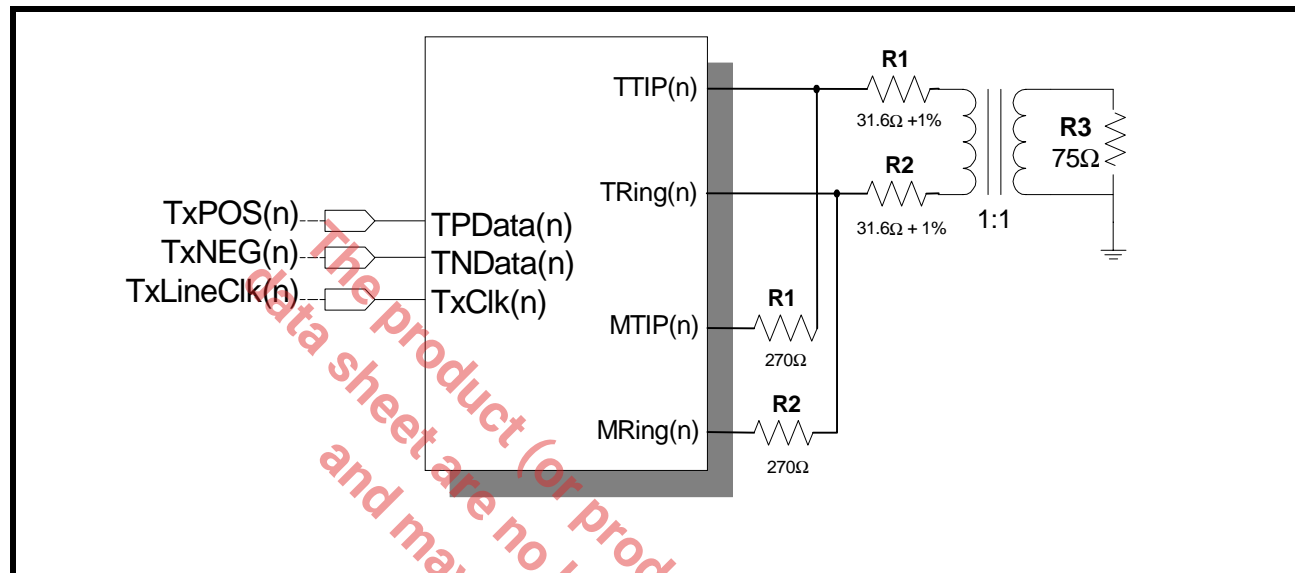 TTIP(n)
R1
31.6Ω +1%
R3
75Ω
R2
TRing(n)
31.6Ω + 1%
1:1
TxPOS(n)
TPData(n)
TxNEG(n)
TNData(n)
TxLineClk(n)
TxClk(n)
R1
MTIP(n)
270Ω
R2
MRing(n)
270Ω
The product (or prod
data sheet are no
and may